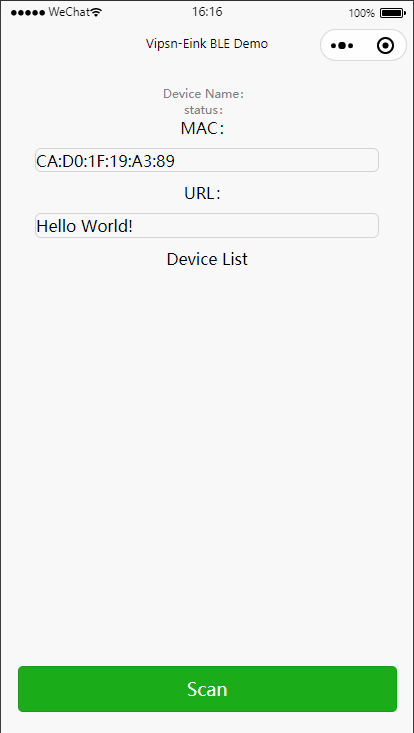 WeChat 16:16 100%
Vipsn-Eink BLE Demo
Device Name:
status:
MAC:
CA:D0:1F:19:A3:89
URL:
Hello World!
Device List
Scan